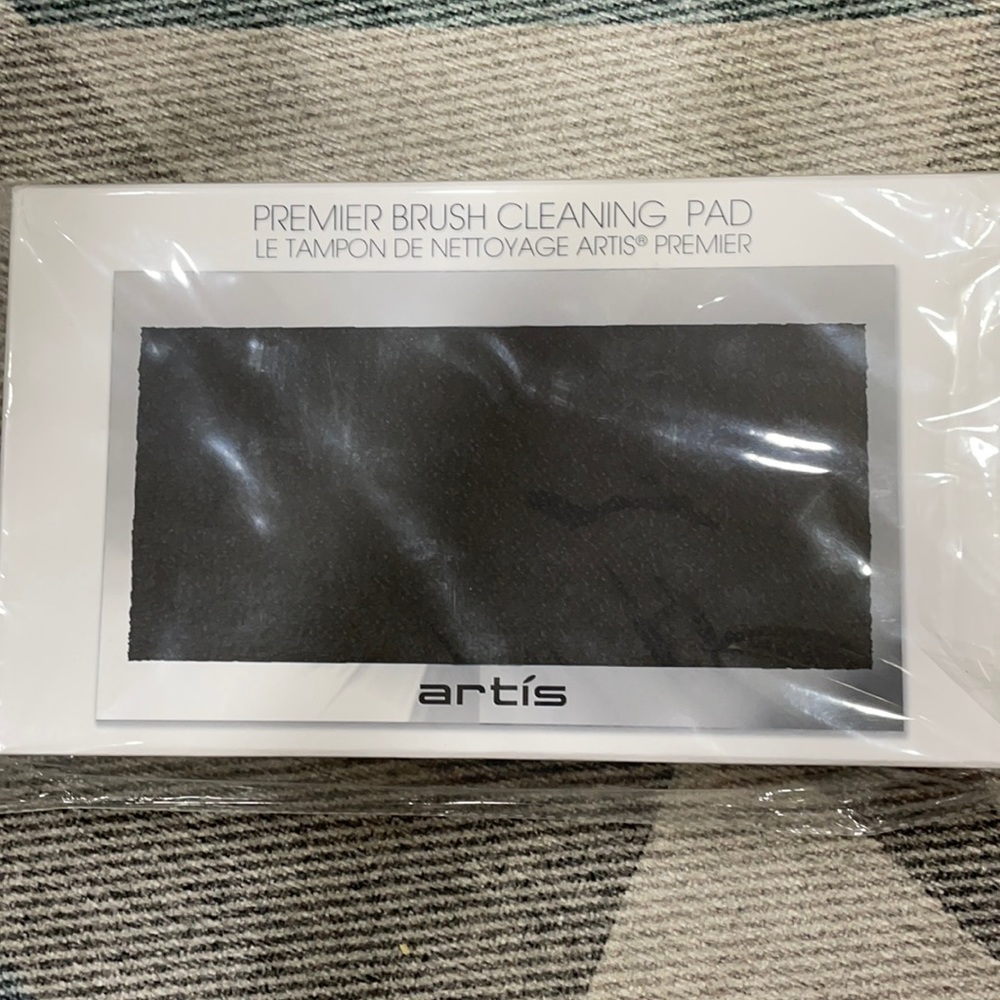 PREMIER BRUSH CLEANING PAD
LE TAMPON DE NETTOYAGE ARTIS® PREMIER
artís